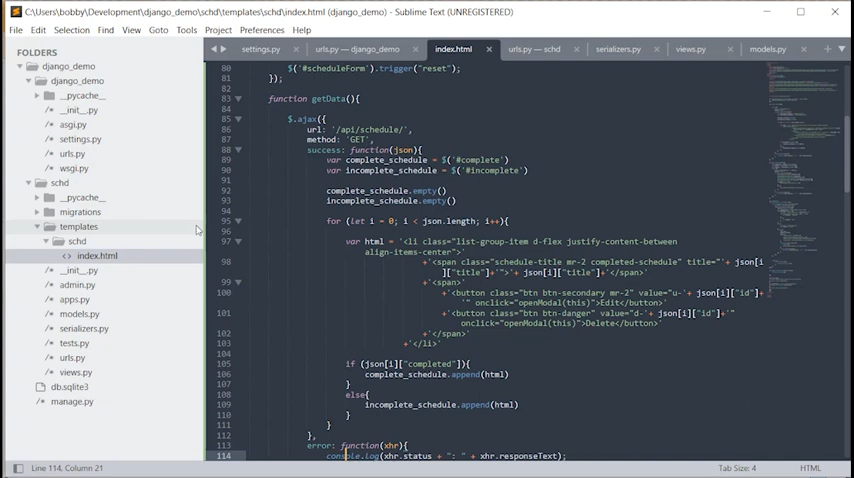 C:\Users\bobby\Development\django_demo\schd\templates\schd\index.html (django_demo) - Sublime Text (UNREGISTERED)
File Edit Selection Find View Goto Tools Project Preferences Help
FOLDERS
django_demo
django_demo
__pycache__
__init__.py
asgi.py
settings.py
urls.py
wsgi.py
schd
__pycache__
migrations
templates
schd
index.html
__init__.py
admin.py
apps.py
models.py
serializers.py
tests.py
urls.py
views.py
db.sqlite3
manage.py
settings.py urls.py — django_demo index.html urls.py — schd serializers.py views.py models.py
80 $('#scheduleForm').trigger("reset");
81 });
82
83 function getData(){
84
85 $.ajax({
86 url: '/api/schedule/',
87 method: 'GET',
88 success: function(json){
89 var complete_schedule = $('#complete')
90 var incomplete_schedule = $('#incomplete')
91
92 complete_schedule.empty()
93 incomplete_schedule.empty()
94
95 for (let i = 0; i < json.length; i++){
96
97 var html = '<li class="list-group-item d-flex justify-content-between
align-items-center">'
98 +'<span class="schedule-title mr-2 completed-schedule" title="'+ json[i
]["title"]+'">'+ json[i]["title"]+'</span>'
99 +'<span>'
100 +'<button class="btn btn-secondary mr-2" value="u-'+ json[i]["id"]+
'" onclick="openModal(this)">Edit</button>'
101 +'<button class="btn btn-danger" value="d-'+ json[i]["id"]+'"
onclick="openModal(this)">Delete</button>'
102 +'</span>'
103 +'</li>'
104
105 if (json[i]["completed"]){
106 complete_schedule.append(html)
107 }
108 else{
109 incomplete_schedule.append(html)
110 }
111 }
112 },
113 error: function(xhr){
114 console.log(xhr.status + ": " + xhr.responseText);
Line 114, Column 21 Tab Size: 4 HTML